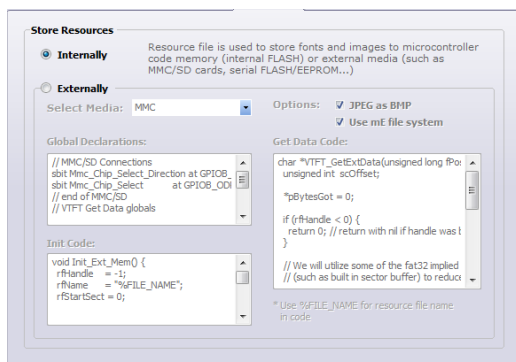 Store Resources
Internally
Resource file is used to store fonts and images to microcontroller
code memory (internal FLASH) or external media (such as
MMC/SD cards, serial FLASH/EEPROM...)
Externally
Select Media: MMC
Options: JPEG as BMP
Use mE file system
Global Declarations:
// MMC/SD Connections
sbit Mmc_Chip_Select_Direction at GPIOB_
sbit Mmc_Chip_Select at GPIOB_OD
// end of MMC/SD
// VTFT Get Data globals
Init Code:
void Init_Ext_Mem() {
rfHandle = -1;
rfName = "%FILE_NAME";
rfStartSect = 0;
Get Data Code:
char *VTFT_GetExtData(unsigned long fPos
unsigned int scOffset;
*pBytesGot = 0;
if (rfHandle < 0) {
return 0; // return with nil if handle was b
}
// We will utilize some of the fat32 implied
// (such as built in sector buffer) to reduce
* Use %FILE_NAME for resource file name
in code